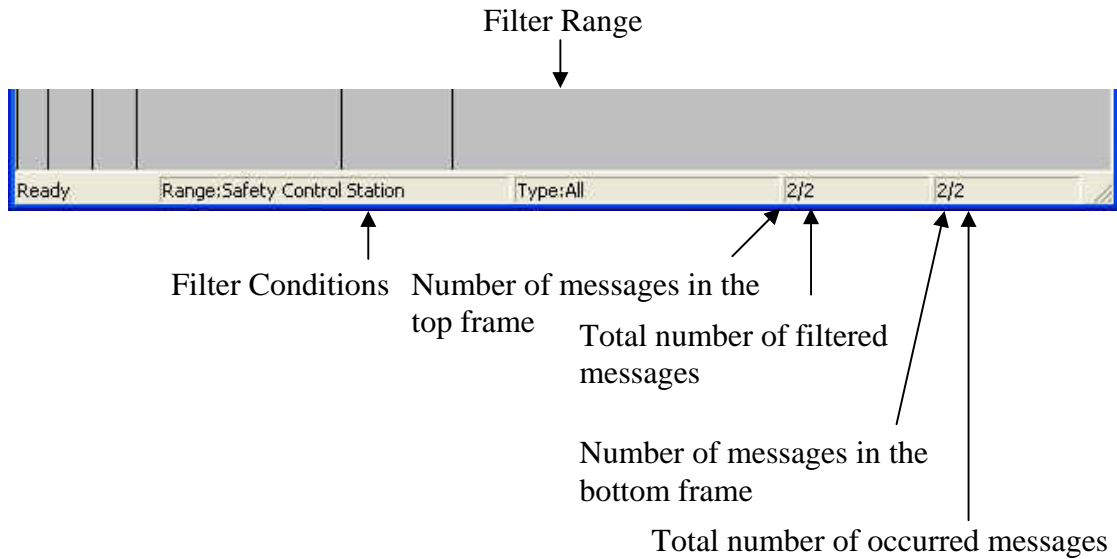 Filter Range
Ready Range:Safety Control Station Type:All 2/2 2/2
Filter Conditions
Number of messages in the
top frame
Total number of filtered
messages
Number of messages in the
bottom frame
Total number of occurred messages